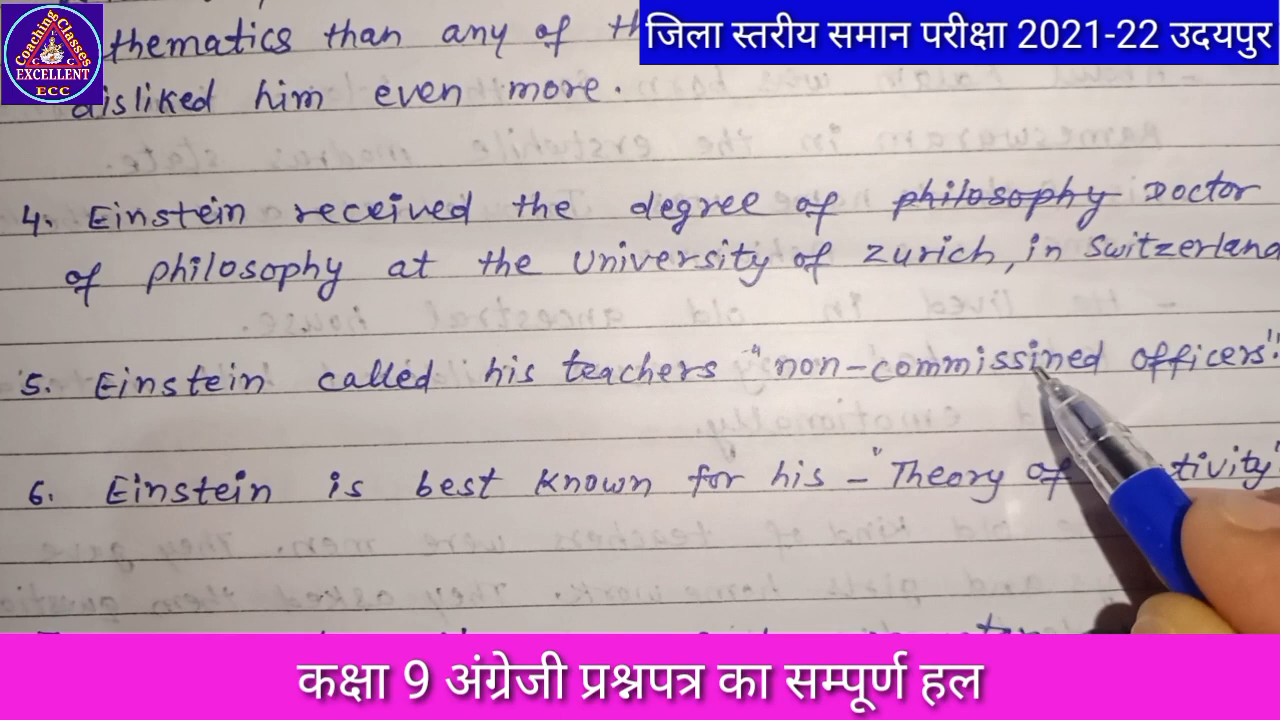 Coaching Classes
EXCELLENT
ECC
जिला स्तरीय समान परीक्षा 2021-22 उदयपुर
thematics than any of th
disliked him even more.
4. Einstein received the degree of philosophy Doctor
of philosophy at the University of Zurich, in Switzerland
5. Einstein called his teachers "non-commissined officers".
6. Einstein is best known for his - "Theory of tivity"
कक्षा 9 अंग्रेजी प्रश्नपत्र का सम्पूर्ण हल